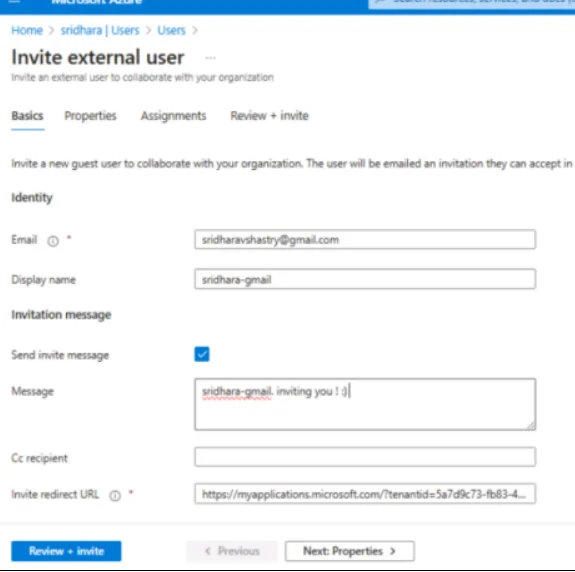 Microsoft Azure
Home > sridhara | Users > Users >
Invite external user ...
Invite an external user to collaborate with your organization
Basics Properties Assignments Review + invite
Invite a new guest user to collaborate with your organization. The user will be emailed an invitation they can accept in
Identity
Email * sridharavshastry@gmail.com
Display name sridhara-gmail
Invitation message
Send invite message
Message sridhara-gmail. inviting you ! :)
Cc recipient
Invite redirect URL * https://myapplications.microsoft.com/?tenantid=5a7d9c73-fb83-4...
Review + invite < Previous Next: Properties >